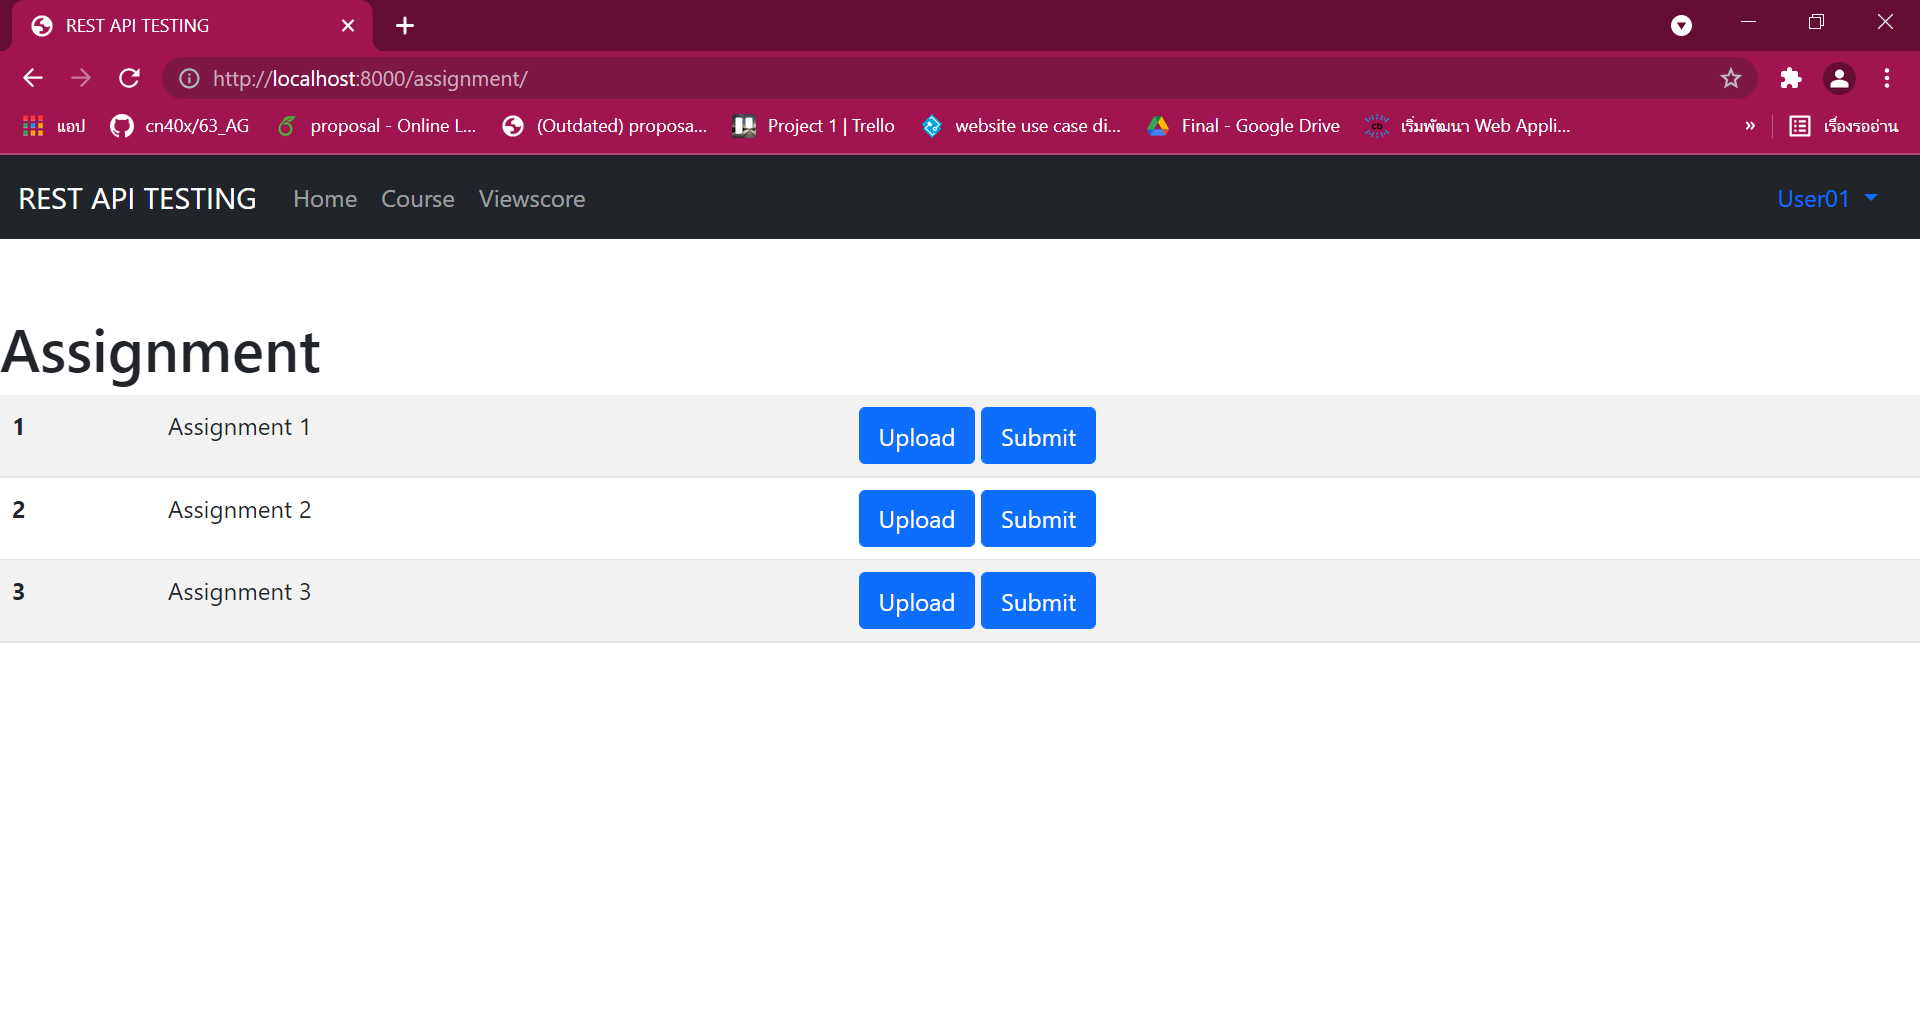 REST API TESTING
http://localhost:8000/assignment/
แอป cn40x/63_AG proposal - Online L... (Outdated) proposa... Project 1 | Trello website use case di... Final - Google Drive เริ่มพัฒนา Web Appli... » เรื่องรออ่าน
REST API TESTING Home Course Viewscore User01
Assignment
1 Assignment 1 Upload Submit
2 Assignment 2 Upload Submit
3 Assignment 3 Upload Submit